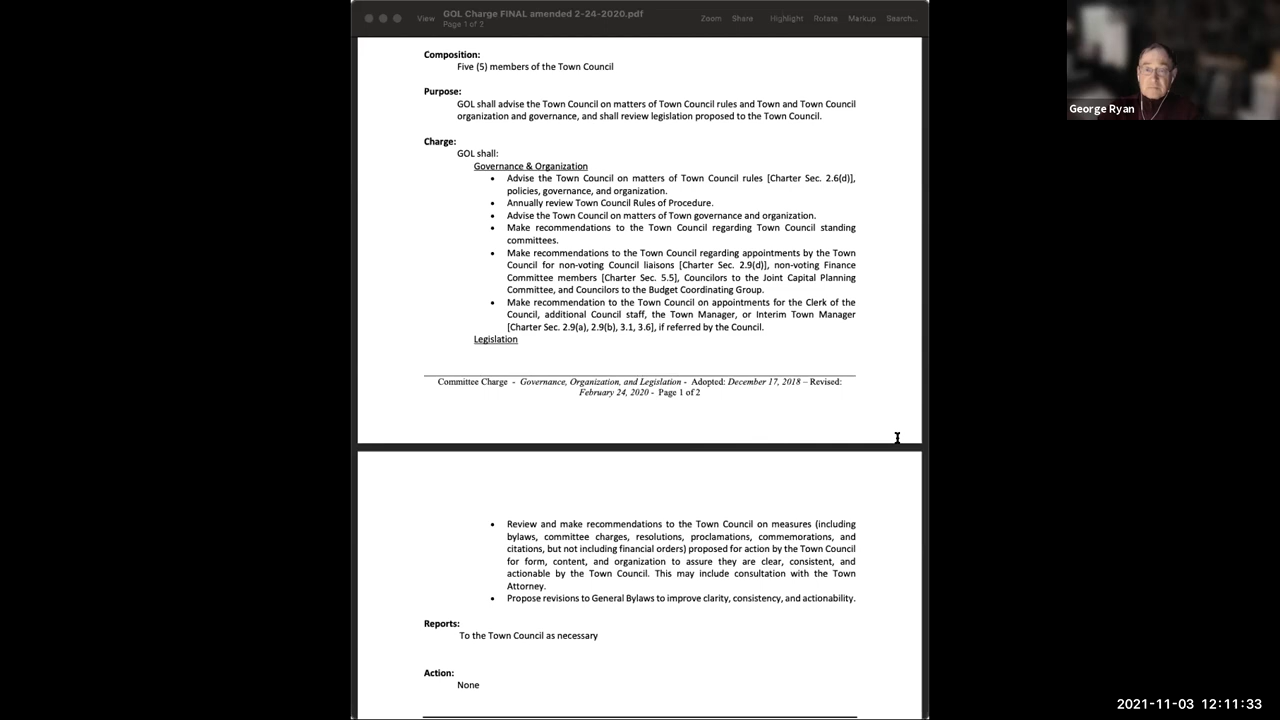 View
GOL Charge FINAL amended 2-24-2020.pdf
Page 1 of 2
Zoom Share Highlight Rotate Markup Search...
Composition:
Five (5) members of the Town Council
Purpose:
GOL shall advise the Town Council on matters of Town Council rules and Town and Town Council
organization and governance, and shall review legislation proposed to the Town Council.
Charge:
GOL shall:
Governance & Organization
• Advise the Town Council on matters of Town Council rules [Charter Sec. 2.6(d)],
policies, governance, and organization.
• Annually review Town Council Rules of Procedure.
• Advise the Town Council on matters of Town governance and organization.
• Make recommendations to the Town Council regarding Town Council standing
committees.
• Make recommendations to the Town Council regarding appointments by the Town
Council for non-voting Council liaisons [Charter Sec. 2.9(d)], non-voting Finance
Committee members [Charter Sec. 5.5], Councilors to the Joint Capital Planning
Committee, and Councilors to the Budget Coordinating Group.
• Make recommendation to the Town Council on appointments for the Clerk of the
Council, additional Council staff, the Town Manager, or Interim Town Manager
[Charter Sec. 2.9(a), 2.9(b), 3.1, 3.6], if referred by the Council.
Legislation
Committee Charge - Governance, Organization, and Legislation - Adopted: December 17, 2018 – Revised:
February 24, 2020 - Page 1 of 2
• Review and make recommendations to the Town Council on measures (including
bylaws, committee charges, resolutions, proclamations, commemorations, and
citations, but not including financial orders) proposed for action by the Town Council
for form, content, and organization to assure they are clear, consistent, and
actionable by the Town Council. This may include consultation with the Town
Attorney.
• Propose revisions to General Bylaws to improve clarity, consistency, and actionability.
Reports:
To the Town Council as necessary
Action:
None
George Ryan
2021-11-03 12:11:33